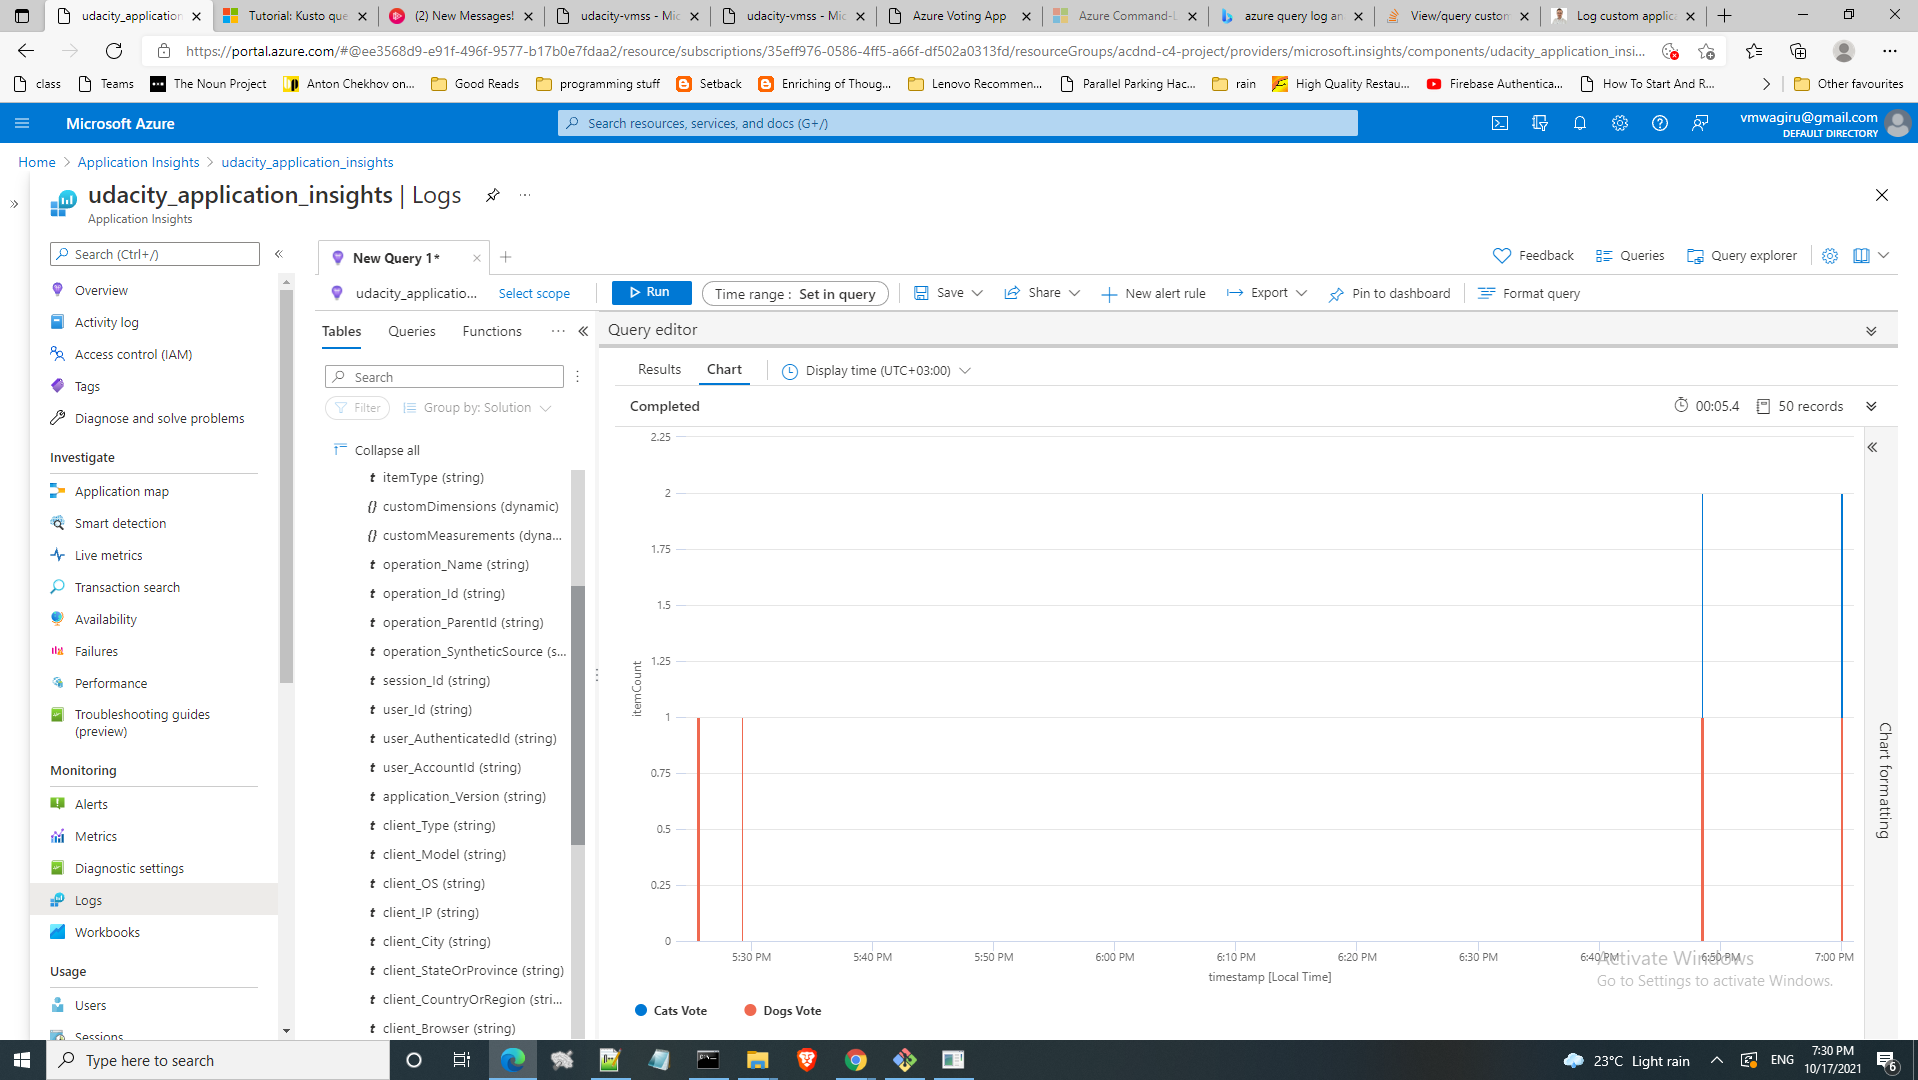 udacity_application_
Tutorial: Kusto que
(2) New Messages!
udacity-vmss - Mic
udacity-vmss - Mic
Azure Voting App
Azure Command-L
azure query log an
View/query custom
Log custom applica
https://portal.azure.com/#@ee3568d9-e91f-496f-9577-b17b0e7fdaa2/resource/subscriptions/35eff976-0586-4ff5-a66f-df502a0313fd/resourceGroups/acdnd-c4-project/providers/microsoft.insights/components/udacity_application_insi...
class
Teams
The Noun Project
Anton Chekhov on...
Good Reads
programming stuff
Setback
Enriching of Thoug...
Lenovo Recommen...
Parallel Parking Hac...
rain
High Quality Restau...
Firebase Authentica...
How To Start And R...
Other favourites
Microsoft Azure
Search resources, services, and docs (G+/)
vmwagiru@gmail.com
DEFAULT DIRECTORY
Home > Application Insights > udacity_application_insights
udacity_application_insights | Logs
Application Insights
Search (Ctrl+/)
Overview
Activity log
Access control (IAM)
Tags
Diagnose and solve problems
Investigate
Application map
Smart detection
Live metrics
Transaction search
Availability
Failures
Performance
Troubleshooting guides
(preview)
Monitoring
Alerts
Metrics
Diagnostic settings
Logs
Workbooks
Usage
Users
Sessions
New Query 1*
Feedback
Queries
Query explorer
udacity_applicatio...
Select scope
Run
Time range : Set in query
Save
Share
New alert rule
Export
Pin to dashboard
Format query
Tables
Queries
Functions
Search
Filter
Group by: Solution
Collapse all
t itemType (string)
{} customDimensions (dynamic)
{} customMeasurements (dyna...
t operation_Name (string)
t operation_Id (string)
t operation_ParentId (string)
t operation_SyntheticSource (s...
t session_Id (string)
t user_Id (string)
t user_AuthenticatedId (string)
t user_AccountId (string)
t application_Version (string)
t client_Type (string)
t client_Model (string)
t client_OS (string)
t client_IP (string)
t client_City (string)
t client_StateOrProvince (string)
t client_CountryOrRegion (stri...
t client_Browser (string)
Query editor
Results
Chart
Display time (UTC+03:00)
Completed
00:05.4
50 records
2.25
2
1.75
1.5
1.25
1
0.75
0.5
0.25
0
itemCount
5:30 PM
5:40 PM
5:50 PM
6:00 PM
6:10 PM
6:20 PM
6:30 PM
6:40 PM
6:50 PM
7:00 PM
timestamp [Local Time]
Cats Vote
Dogs Vote
Chart formatting
Activate Windows
Go to Settings to activate Windows.
Type here to search
23°C Light rain
ENG
7:30 PM
10/17/2021
6